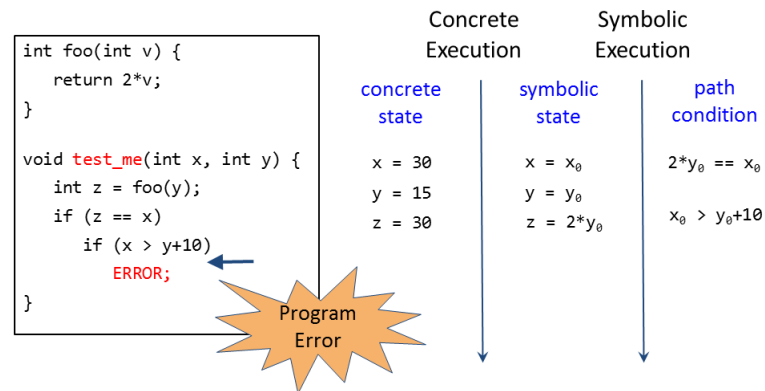 int foo(int v) {
return 2*v;
}
void test_me(int x, int y) {
int z = foo(y);
if (z == x)
if (x > y+10)
ERROR;
}
Program
Error
Concrete
Execution
Symbolic
Execution
concrete
state
symbolic
state
path
condition
x = 30
y = 15
z = 30
x = x₀
y = y₀
z = 2*y₀
2*y₀ == x₀
x₀ > y₀+10